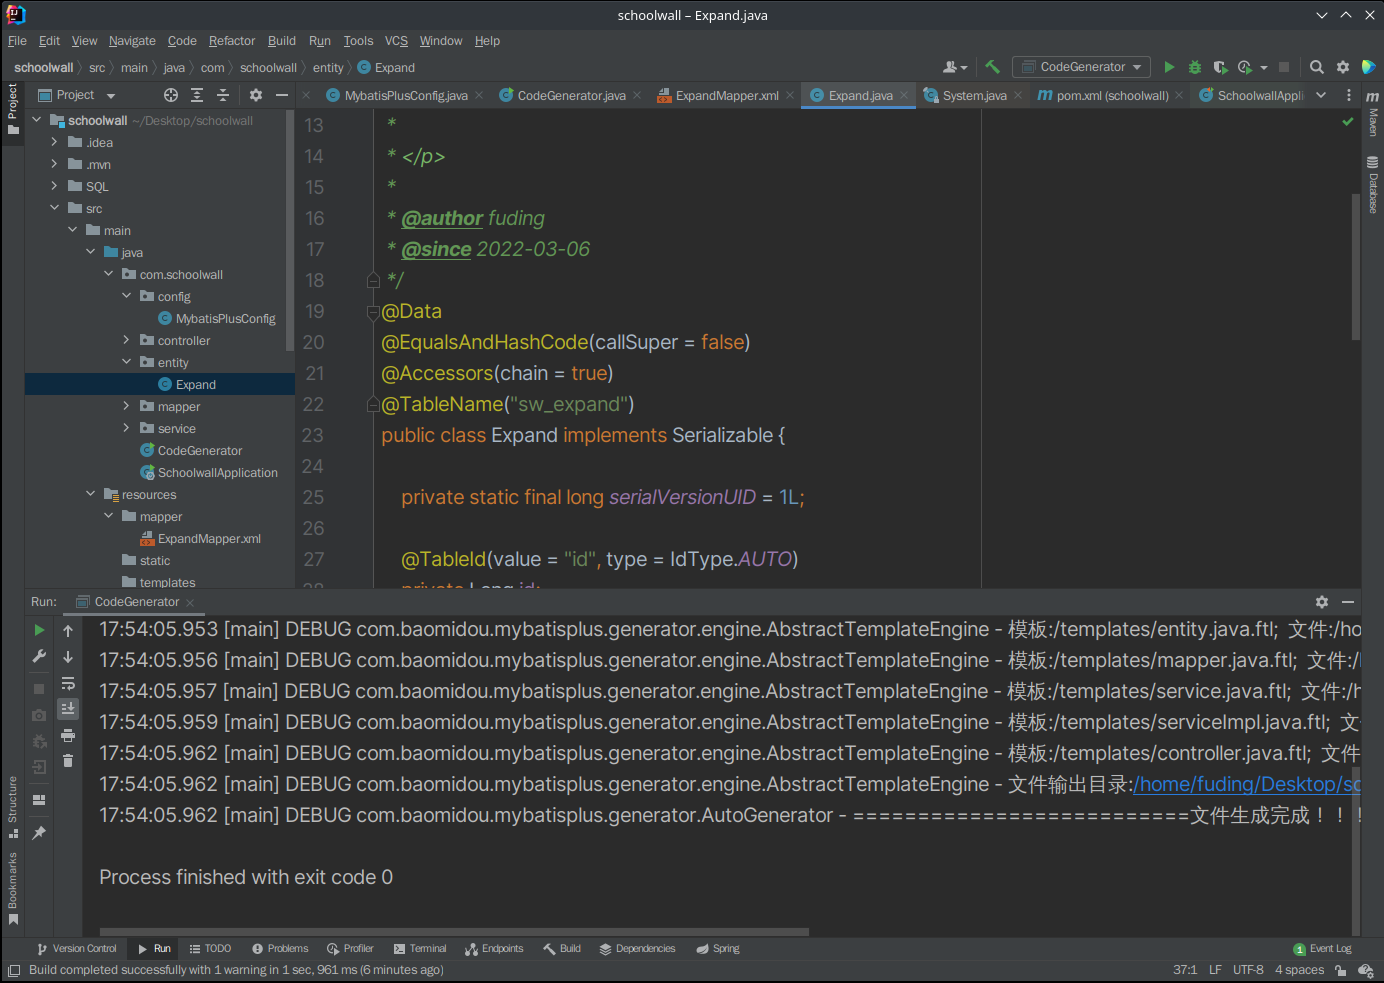 schoolwall – Expand.java
File Edit View Navigate Code Refactor Build Run Tools VCS Window Help
schoolwall src main java com schoolwall entity Expand
CodeGenerator
Project
MybatisPlusConfig.java CodeGenerator.java ExpandMapper.xml Expand.java System.java pom.xml (schoolwall) SchoolwallAppli
Project
Maven
Database
schoolwall ~/Desktop/schoolwall
.idea
.mvn
SQL
src
main
java
com.schoolwall
config
MybatisPlusConfig
controller
entity
Expand
mapper
service
CodeGenerator
SchoolwallApplication
resources
mapper
ExpandMapper.xml
static
templates
13 *
14 * </p>
15 *
16 * @author fuding
17 * @since 2022-03-06
18 */
19 @Data
20 @EqualsAndHashCode(callSuper = false)
21 @Accessors(chain = true)
22 @TableName("sw_expand")
23 public class Expand implements Serializable {
24
25 private static final long serialVersionUID = 1L;
26
27 @TableId(value = "id", type = IdType.AUTO)
28 private Long id;
Run: CodeGenerator
17:54:05.953 [main] DEBUG com.baomidou.mybatisplus.generator.engine.AbstractTemplateEngine - 模板:/templates/entity.java.ftl; 文件:/ho
17:54:05.956 [main] DEBUG com.baomidou.mybatisplus.generator.engine.AbstractTemplateEngine - 模板:/templates/mapper.java.ftl; 文件:/
17:54:05.957 [main] DEBUG com.baomidou.mybatisplus.generator.engine.AbstractTemplateEngine - 模板:/templates/service.java.ftl; 文件:/h
17:54:05.959 [main] DEBUG com.baomidou.mybatisplus.generator.engine.AbstractTemplateEngine - 模板:/templates/serviceImpl.java.ftl; 文
17:54:05.962 [main] DEBUG com.baomidou.mybatisplus.generator.engine.AbstractTemplateEngine - 模板:/templates/controller.java.ftl; 文件
17:54:05.962 [main] DEBUG com.baomidou.mybatisplus.generator.engine.AbstractTemplateEngine - 文件输出目录:/home/fuding/Desktop/sc
17:54:05.962 [main] DEBUG com.baomidou.mybatisplus.generator.AutoGenerator - ==========================文件生成完成！！！
Process finished with exit code 0
Structure
Bookmarks
Version Control Run TODO Problems Profiler Terminal Endpoints Build Dependencies Spring 1 Event Log
Build completed successfully with 1 warning in 1 sec, 961 ms (6 minutes ago) 37:1 LF UTF-8 4 spaces